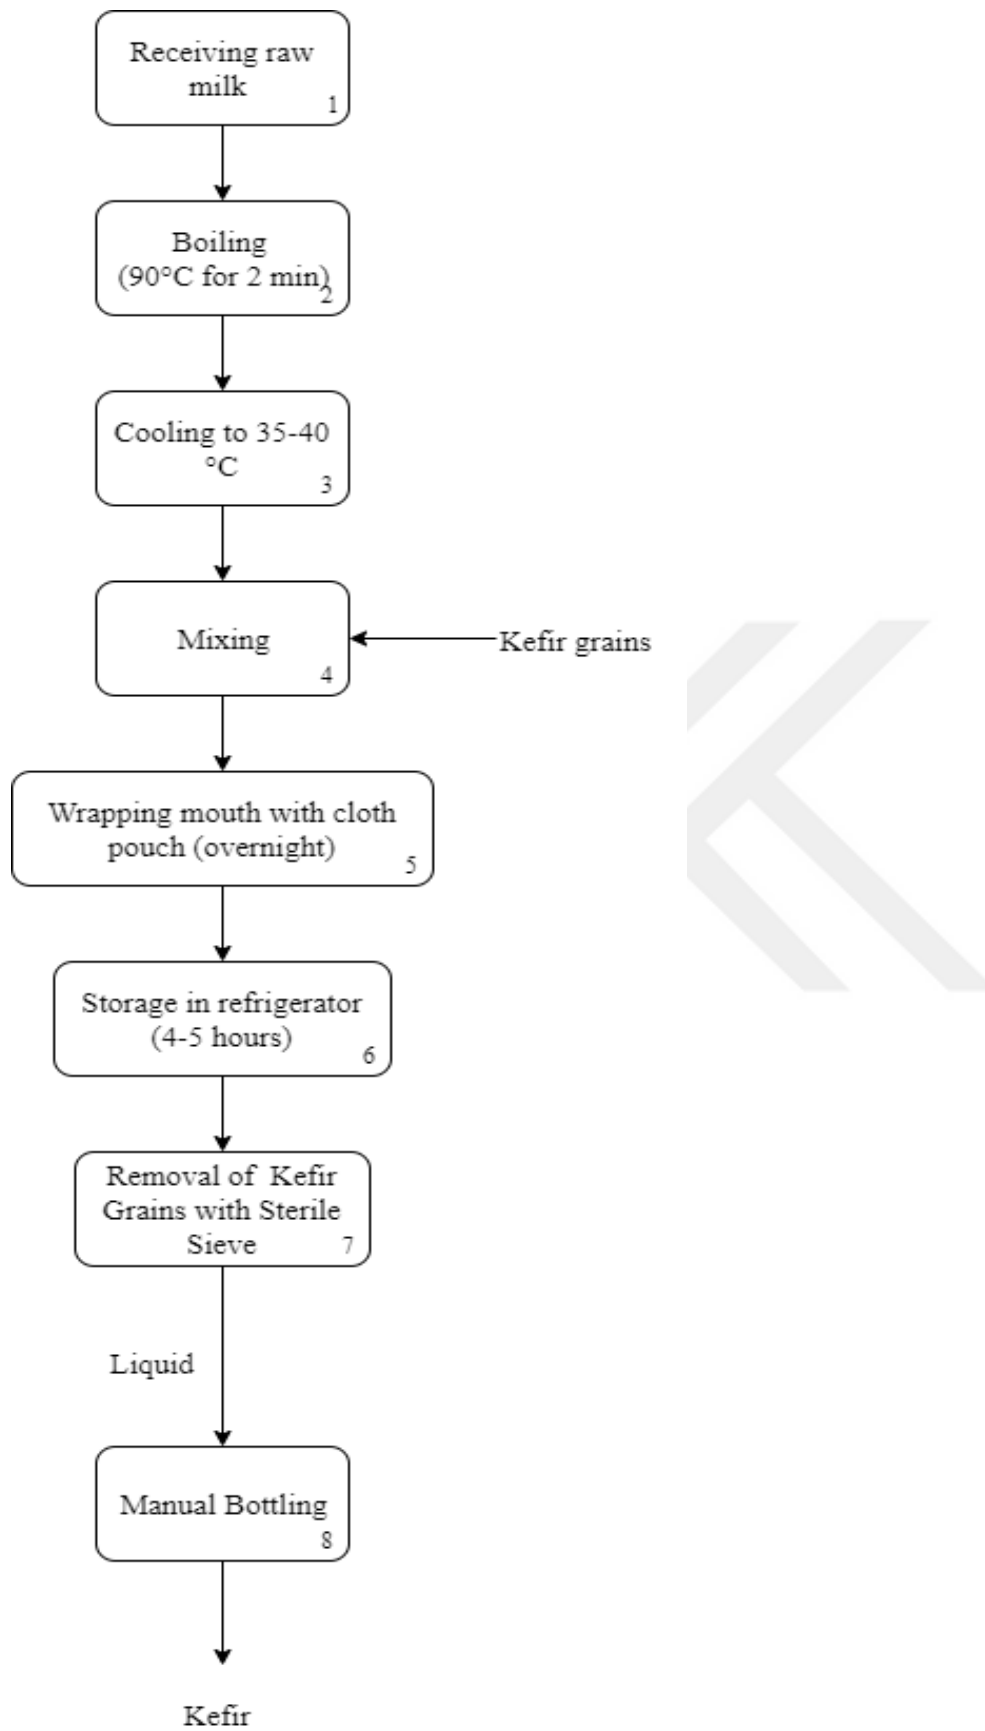 Receiving raw
milk
1
Boiling
(90°C for 2 min)
2
Cooling to 35-40
°C
3
Mixing
4
Kefir grains
Wrapping mouth with cloth
pouch (overnight)
5
Storage in refrigerator
(4-5 hours)
6
Removal of Kefir
Grains with Sterile
Sieve
7
Liquid
Manual Bottling
8
Kefir